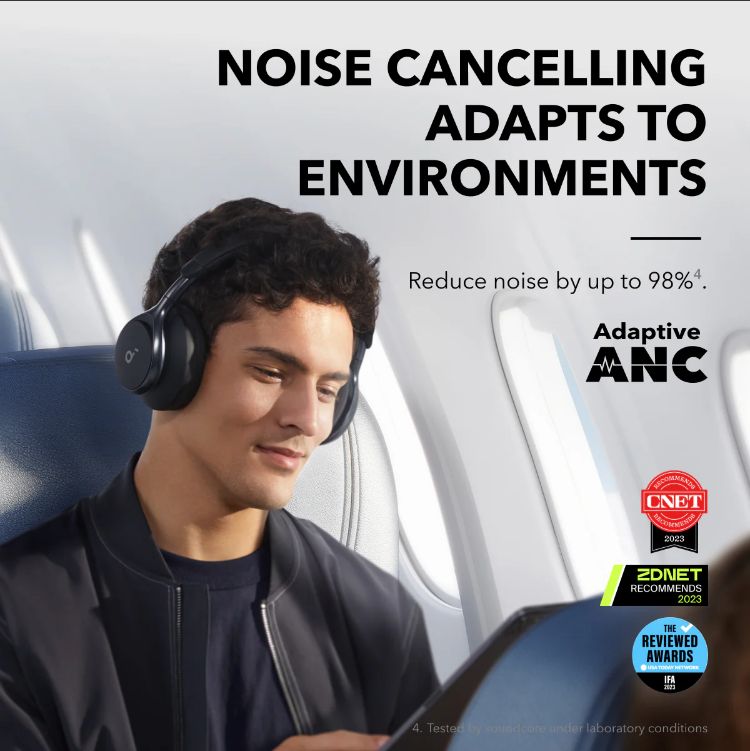 NOISE CANCELLING
ADAPTS TO
ENVIRONMENTS
Reduce noise by up to 98%⁴.
Adaptive
ANC
RECOMMENDS
CNET
RECOMMENDS
2023
ZDNET
RECOMMENDS
2023
THE
REVIEWED
AWARDS
USA TODAY NETWORK
IFA
2023
4. Tested by soundcore under laboratory conditions